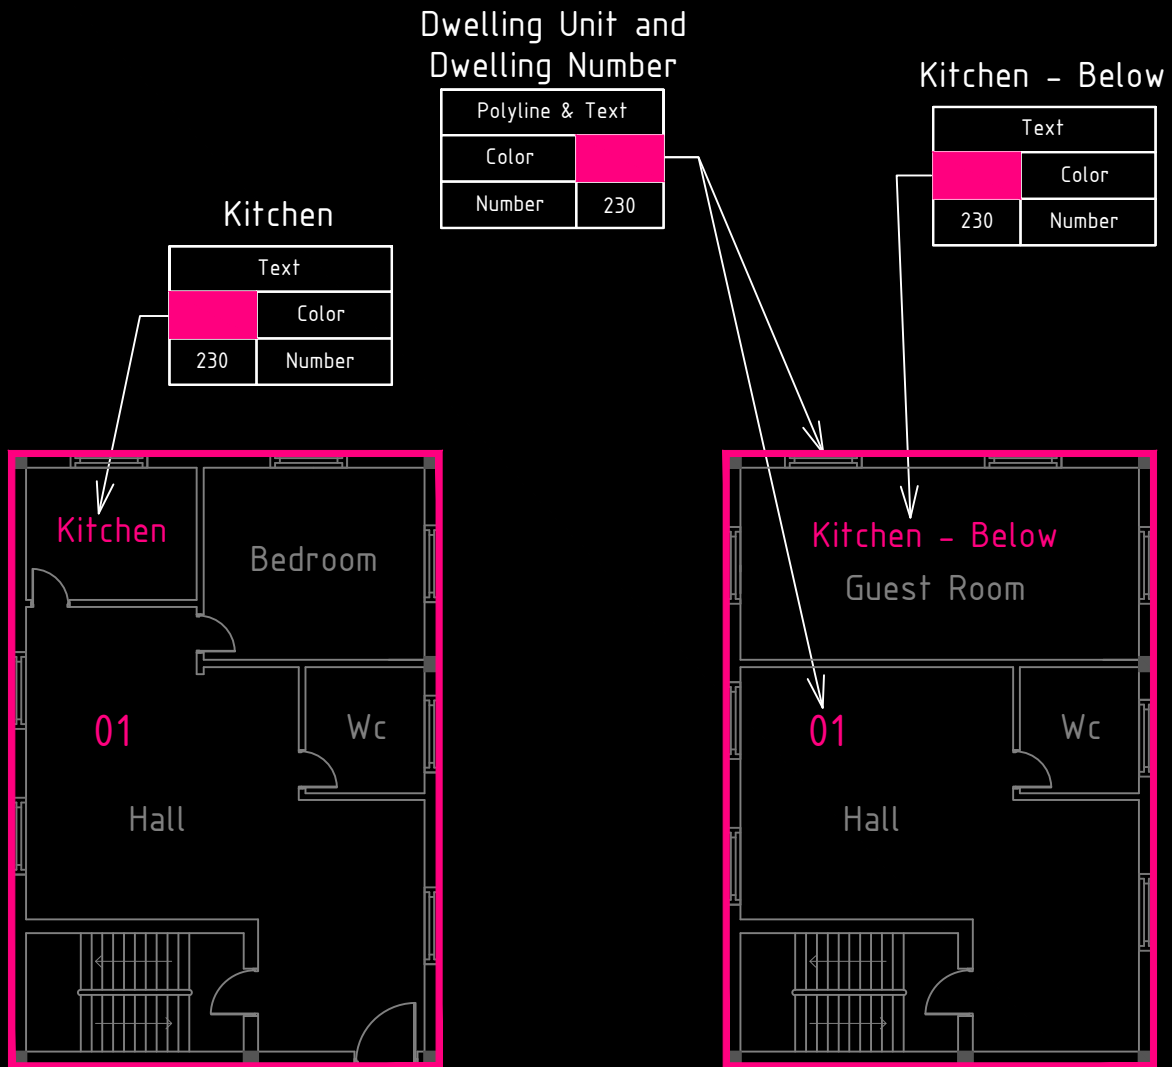 Dwelling Unit and
Dwelling Number
Polyline & Text
Color
Number 230
Kitchen - Below
Text
Color
230 Number
Kitchen
Text
Color
230 Number
Kitchen
Bedroom
01
Wc
Hall
Kitchen - Below
Guest Room
01
Wc
Hall